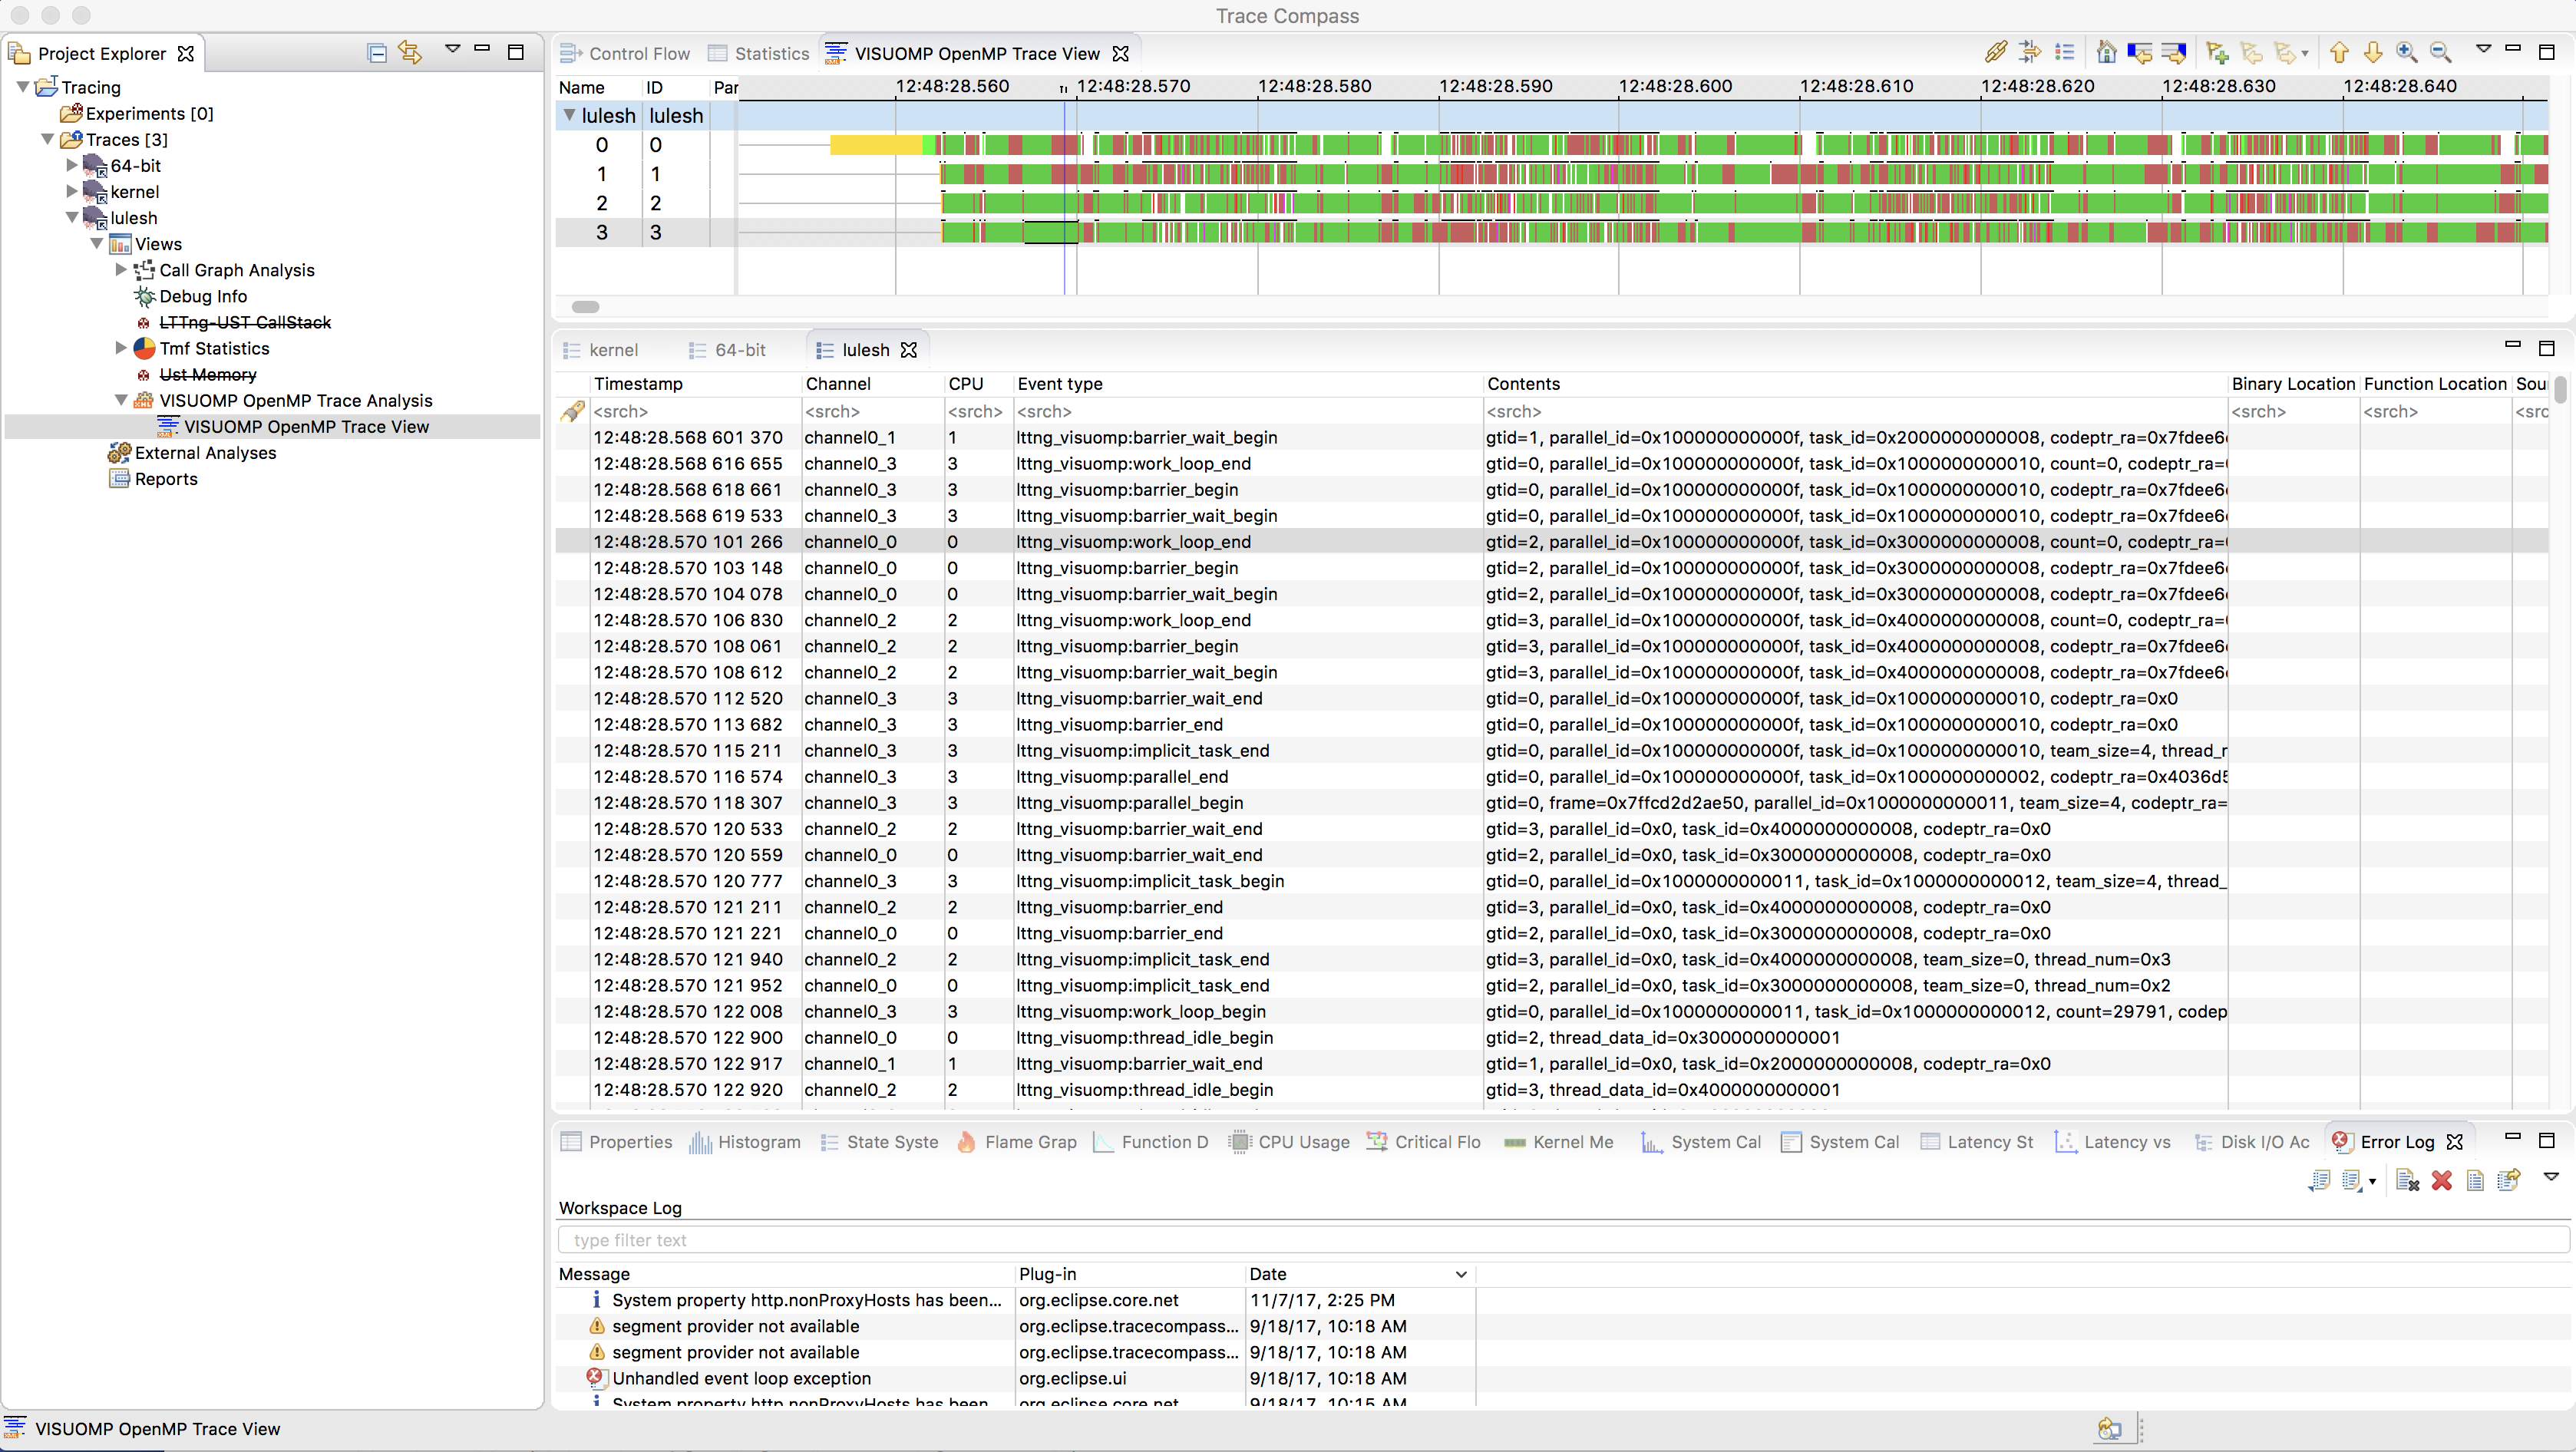 Trace Compass
Project Explorer
Tracing
Experiments [0]
Traces [3]
64-bit
kernel
lulesh
Views
Call Graph Analysis
Debug Info
LTTng-UST CallStack
Tmf Statistics
Ust Memory
VISUOMP OpenMP Trace Analysis
VISUOMP OpenMP Trace View
External Analyses
Reports
Control Flow Statistics VISUOMP OpenMP Trace View
Name ID Par 12:48:28.560 12:48:28.570 12:48:28.580 12:48:28.590 12:48:28.600 12:48:28.610 12:48:28.620 12:48:28.630 12:48:28.640
lulesh lulesh
0 0
1 1
2 2
3 3
kernel 64-bit lulesh
Timestamp Channel CPU Event type Contents Binary Location Function Location Sou
<srch> <srch> <srch> <srch> <srch> <srch> <srch> <src
12:48:28.568 601 370 channel0_1 1 lttng_visuomp:barrier_wait_begin gtid=1, parallel_id=0x100000000000f, task_id=0x2000000000008, codeptr_ra=0x7fdee6
12:48:28.568 616 655 channel0_3 3 lttng_visuomp:work_loop_end gtid=0, parallel_id=0x100000000000f, task_id=0x1000000000010, count=0, codeptr_ra=
12:48:28.568 618 661 channel0_3 3 lttng_visuomp:barrier_begin gtid=0, parallel_id=0x100000000000f, task_id=0x1000000000010, codeptr_ra=0x7fdee6
12:48:28.568 619 533 channel0_3 3 lttng_visuomp:barrier_wait_begin gtid=0, parallel_id=0x100000000000f, task_id=0x1000000000010, codeptr_ra=0x7fdee6
12:48:28.570 101 266 channel0_0 0 lttng_visuomp:work_loop_end gtid=2, parallel_id=0x100000000000f, task_id=0x3000000000008, count=0, codeptr_ra=
12:48:28.570 103 148 channel0_0 0 lttng_visuomp:barrier_begin gtid=2, parallel_id=0x100000000000f, task_id=0x3000000000008, codeptr_ra=0x7fdee6
12:48:28.570 104 078 channel0_0 0 lttng_visuomp:barrier_wait_begin gtid=2, parallel_id=0x100000000000f, task_id=0x3000000000008, codeptr_ra=0x7fdee6
12:48:28.570 106 830 channel0_2 2 lttng_visuomp:work_loop_end gtid=3, parallel_id=0x100000000000f, task_id=0x4000000000008, count=0, codeptr_ra=
12:48:28.570 108 061 channel0_2 2 lttng_visuomp:barrier_begin gtid=3, parallel_id=0x100000000000f, task_id=0x4000000000008, codeptr_ra=0x7fdee6
12:48:28.570 108 612 channel0_2 2 lttng_visuomp:barrier_wait_begin gtid=3, parallel_id=0x100000000000f, task_id=0x4000000000008, codeptr_ra=0x7fdee6
12:48:28.570 112 520 channel0_3 3 lttng_visuomp:barrier_wait_end gtid=0, parallel_id=0x100000000000f, task_id=0x1000000000010, codeptr_ra=0x0
12:48:28.570 113 682 channel0_3 3 lttng_visuomp:barrier_end gtid=0, parallel_id=0x100000000000f, task_id=0x1000000000010, codeptr_ra=0x0
12:48:28.570 115 211 channel0_3 3 lttng_visuomp:implicit_task_end gtid=0, parallel_id=0x100000000000f, task_id=0x1000000000010, team_size=4, thread_r
12:48:28.570 116 574 channel0_3 3 lttng_visuomp:parallel_end gtid=0, parallel_id=0x100000000000f, task_id=0x1000000000002, codeptr_ra=0x4036d5
12:48:28.570 118 307 channel0_3 3 lttng_visuomp:parallel_begin gtid=0, frame=0x7ffcd2d2ae50, parallel_id=0x1000000000011, team_size=4, codeptr_ra=
12:48:28.570 120 533 channel0_2 2 lttng_visuomp:barrier_wait_end gtid=3, parallel_id=0x0, task_id=0x4000000000008, codeptr_ra=0x0
12:48:28.570 120 559 channel0_0 0 lttng_visuomp:barrier_wait_end gtid=2, parallel_id=0x0, task_id=0x3000000000008, codeptr_ra=0x0
12:48:28.570 120 777 channel0_3 3 lttng_visuomp:implicit_task_begin gtid=0, parallel_id=0x1000000000011, task_id=0x1000000000012, team_size=4, thread_
12:48:28.570 121 211 channel0_2 2 lttng_visuomp:barrier_end gtid=3, parallel_id=0x0, task_id=0x4000000000008, codeptr_ra=0x0
12:48:28.570 121 221 channel0_0 0 lttng_visuomp:barrier_end gtid=2, parallel_id=0x0, task_id=0x3000000000008, codeptr_ra=0x0
12:48:28.570 121 940 channel0_2 2 lttng_visuomp:implicit_task_end gtid=3, parallel_id=0x0, task_id=0x4000000000008, team_size=0, thread_num=0x3
12:48:28.570 121 952 channel0_0 0 lttng_visuomp:implicit_task_end gtid=2, parallel_id=0x0, task_id=0x3000000000008, team_size=0, thread_num=0x2
12:48:28.570 122 008 channel0_3 3 lttng_visuomp:work_loop_begin gtid=0, parallel_id=0x1000000000011, task_id=0x1000000000012, count=29791, codep
12:48:28.570 122 900 channel0_0 0 lttng_visuomp:thread_idle_begin gtid=2, thread_data_id=0x3000000000001
12:48:28.570 122 917 channel0_1 1 lttng_visuomp:barrier_wait_end gtid=1, parallel_id=0x0, task_id=0x2000000000008, codeptr_ra=0x0
12:48:28.570 122 920 channel0_2 2 lttng_visuomp:thread_idle_begin gtid=3, thread_data_id=0x4000000000001
Properties Histogram State Syste Flame Grap Function D CPU Usage Critical Flo Kernel Me System Cal System Cal Latency St Latency vs Disk I/O Ac Error Log
Workspace Log
type filter text
Message Plug-in Date
System property http.nonProxyHosts has been... org.eclipse.core.net 11/7/17, 2:25 PM
segment provider not available org.eclipse.tracecompass... 9/18/17, 10:18 AM
segment provider not available org.eclipse.tracecompass... 9/18/17, 10:18 AM
Unhandled event loop exception org.eclipse.ui 9/18/17, 10:18 AM
System property http.nonProxyHosts has been... org.eclipse.core.net 9/18/17, 10:15 AM
VISUOMP OpenMP Trace View